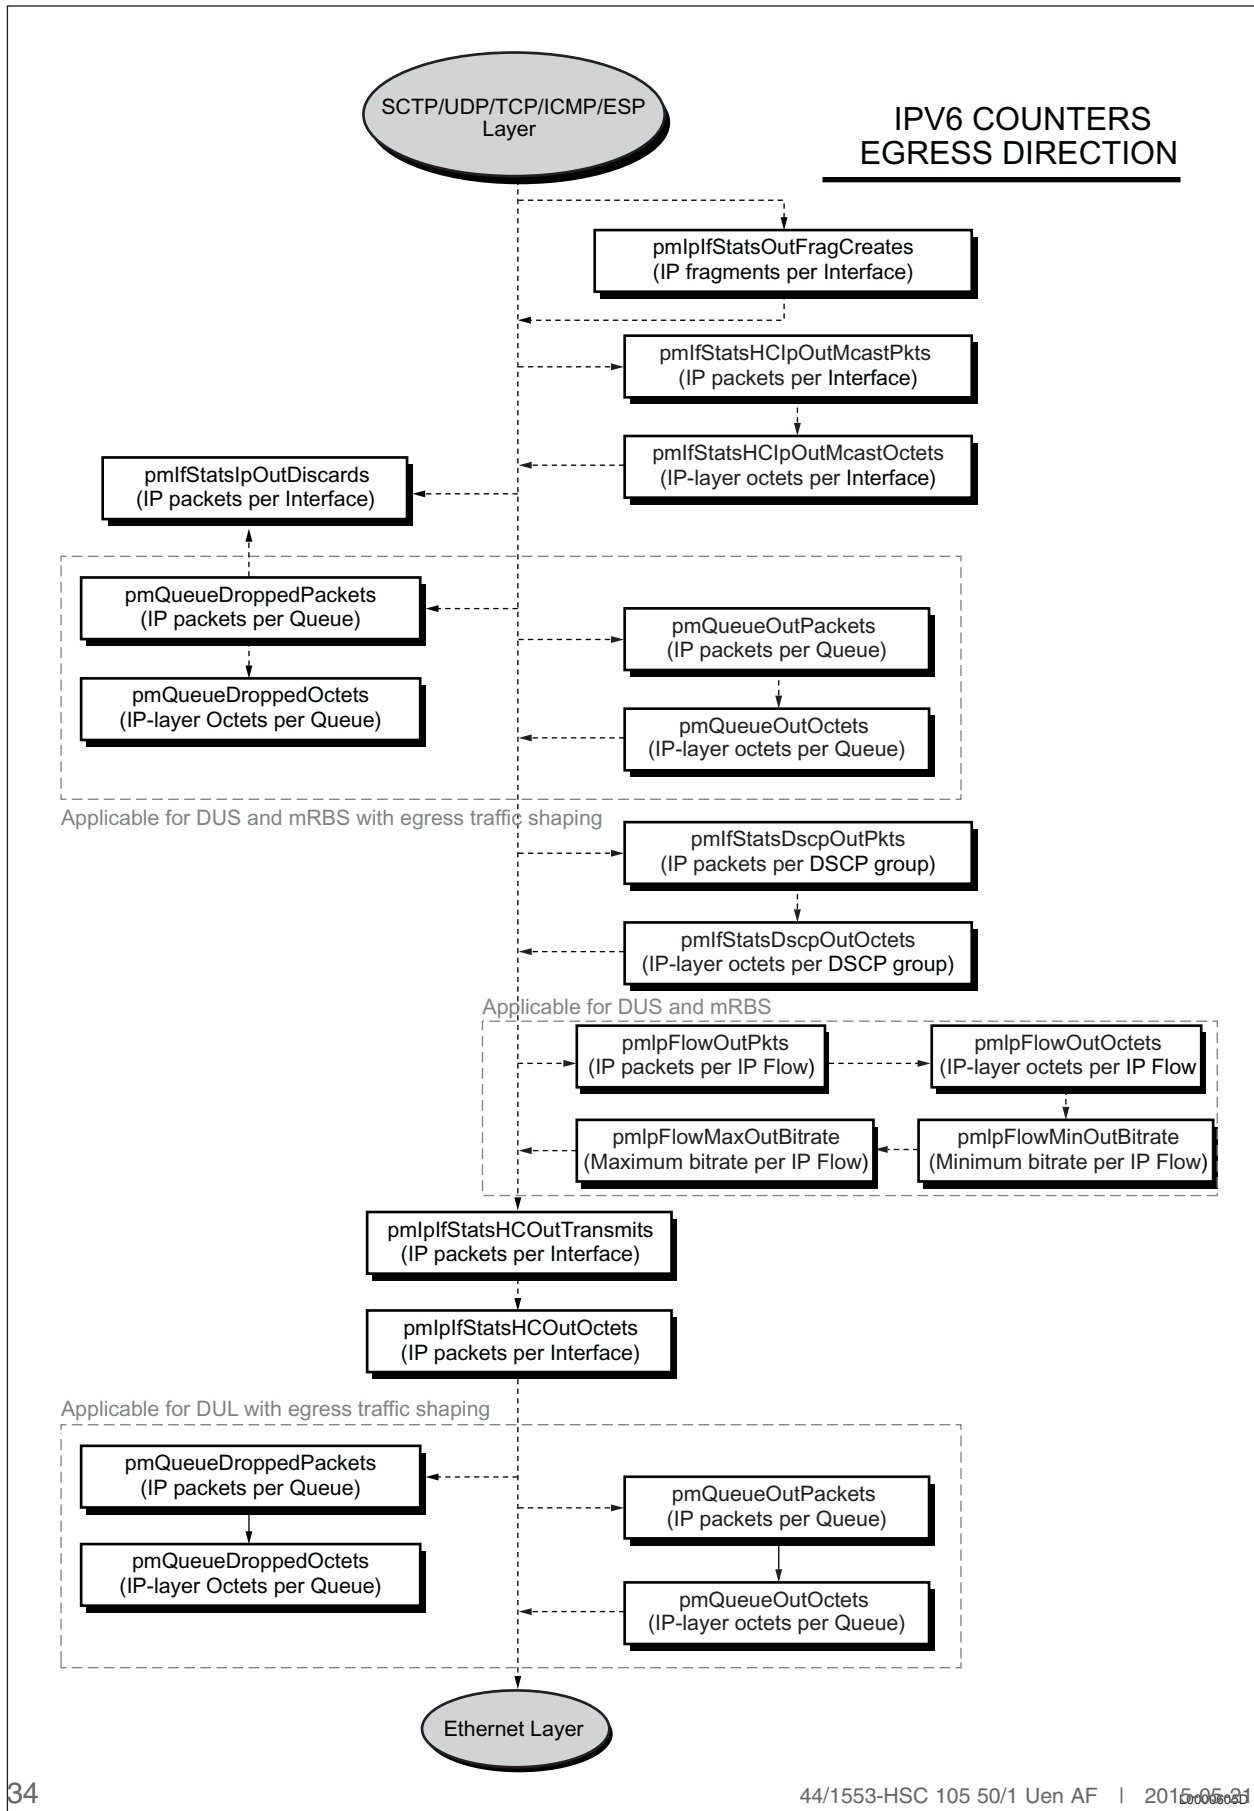 SCTP/UDP/TCP/ICMP/ESP
Layer
IPV6 COUNTERS
EGRESS DIRECTION
pmIpIfStatsOutFragCreates
(IP fragments per Interface)
pmIfStatsHCIpOutMcastPkts
(IP packets per Interface)
pmIfStatsHCIpOutMcastOctets
(IP-layer octets per Interface)
pmIfStatsIpOutDiscards
(IP packets per Interface)
pmQueueDroppedPackets
(IP packets per Queue)
pmQueueOutPackets
(IP packets per Queue)
pmQueueDroppedOctets
(IP-layer Octets per Queue)
pmQueueOutOctets
(IP-layer octets per Queue)
Applicable for DUS and mRBS with egress traffic shaping
pmIfStatsDscpOutPkts
(IP packets per DSCP group)
pmIfStatsDscpOutOctets
(IP-layer octets per DSCP group)
Applicable for DUS and mRBS
pmIpFlowOutPkts
(IP packets per IP Flow)
pmIpFlowOutOctets
(IP-layer octets per IP Flow
pmIpFlowMaxOutBitrate
(Maximum bitrate per IP Flow)
pmIpFlowMinOutBitrate
(Minimum bitrate per IP Flow)
pmIpIfStatsHCOutTransmits
(IP packets per Interface)
pmIpIfStatsHCOutOctets
(IP packets per Interface)
Applicable for DUL with egress traffic shaping
pmQueueDroppedPackets
(IP packets per Queue)
pmQueueOutPackets
(IP packets per Queue)
pmQueueDroppedOctets
(IP-layer Octets per Queue)
pmQueueOutOctets
(IP-layer octets per Queue)
Ethernet Layer
34
44/1553-HSC 105 50/1 Uen AF | 2015-05-21
L0000605D